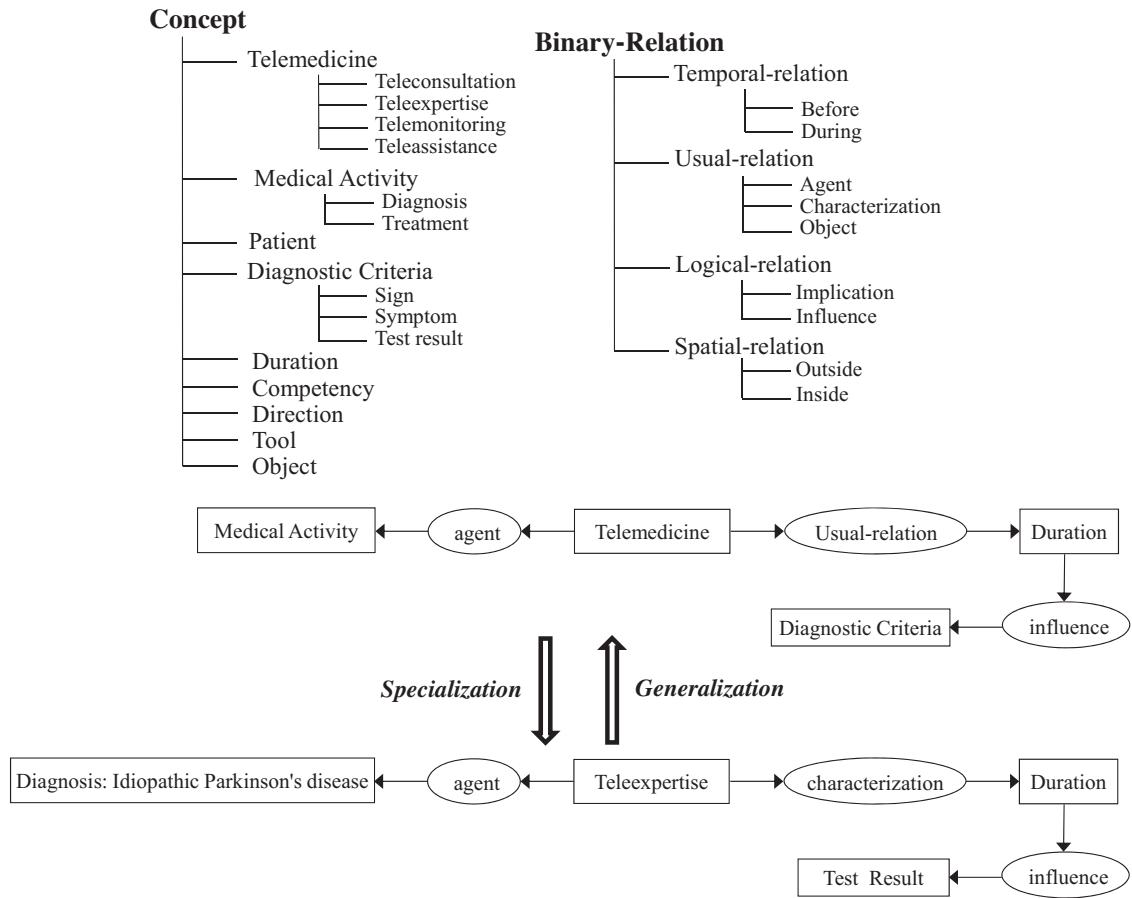 Concept
Telemedicine
Teleconsultation
Teleexpertise
Telemonitoring
Teleassistance
Medical Activity
Diagnosis
Treatment
Patient
Diagnostic Criteria
Sign
Symptom
Test result
Duration
Competency
Direction
Tool
Object
Binary-Relation
Temporal-relation
Before
During
Usual-relation
Agent
Characterization
Object
Logical-relation
Implication
Influence
Spatial-relation
Outside
Inside
Medical Activity agent Telemedicine Usual-relation Duration
Diagnostic Criteria influence
Specialization Generalization
Diagnosis: Idiopathic Parkinson's disease agent Teleexpertise characterization Duration
Test Result influence